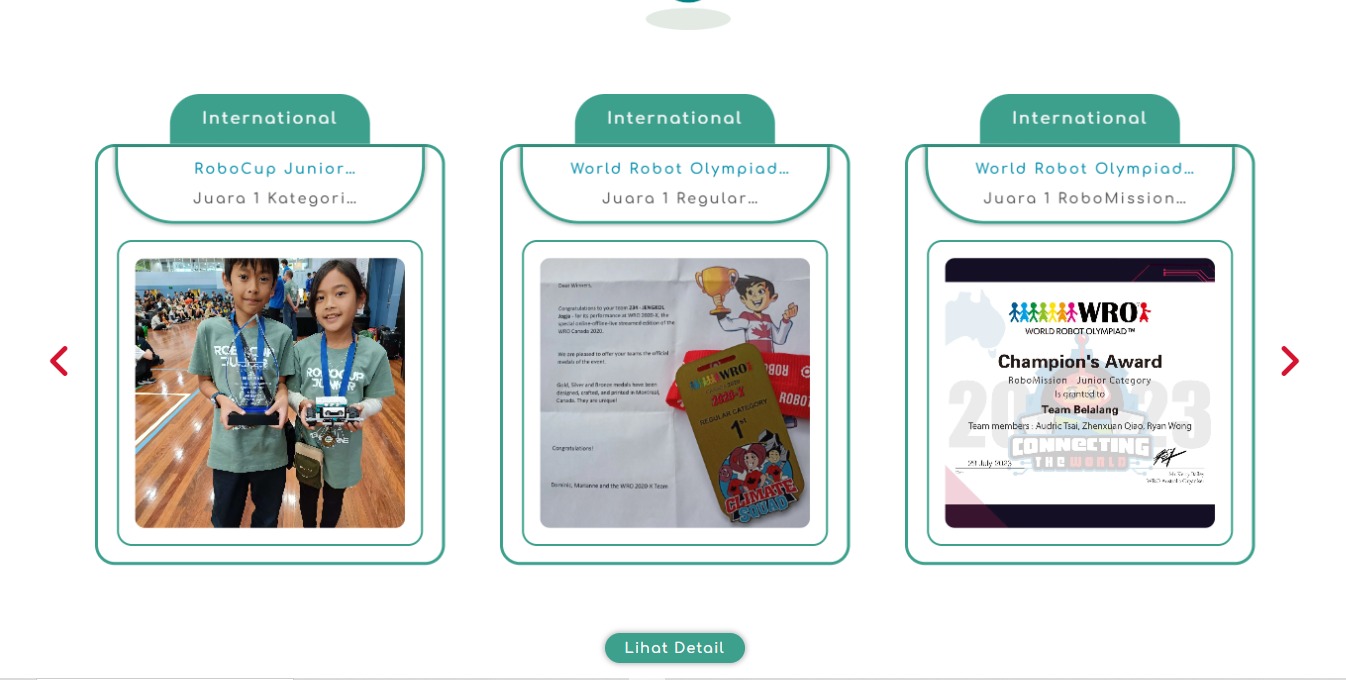 International
RoboCup Junior...
Juara 1 Kategori...
ROBOCUP
JUNIOR
ROBOCUP
JUNIOR
International
World Robot Olympiad...
Juara 1 Regular...
Dear Winners,
Congratulations to your team 234 - JENGKOL
for its performance at WRO 2020-X, the
special online-offline-live streamed edition of the
WRO Canada 2020.
We are pleased to offer your teams the official
medals of the event.
Gold, Silver and Bronze medals have been
designed, crafted, and printed in Montreal,
Canada. They are unique!
Congratulations!
Dominic, Marianne and the WRO 2020-X Team
WRO
2020-X
REGULAR CATEGORY
1st
CLIMATE
SQUAD
ROBOT
International
World Robot Olympiad...
Juara 1 RoboMission...
WRO
WORLD ROBOT OLYMPIAD™
Champion's Award
RoboMission Junior Category
Is granted to
Team Belalang
Team members : Audric Tsai, Zhenxuan Qiao, Ryan Wong
2023
CONNECTING
THE WORLD
29 July 2023
Lihat Detail